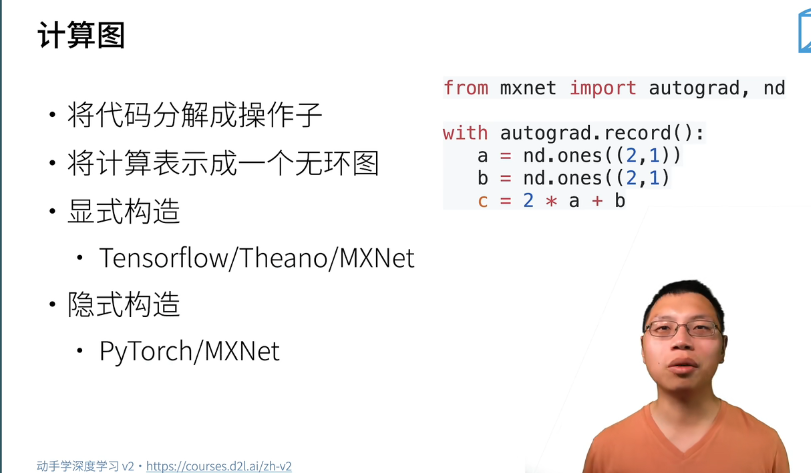 计算图
• 将代码分解成操作子
• 将计算表示成一个无环图
• 显式构造
• Tensorflow/Theano/MXNet
• 隐式构造
• PyTorch/MXNet
from mxnet import autograd, nd
with autograd.record():
a = nd.ones((2,1))
b = nd.ones((2,1)
c = 2 * a + b
动手学深度学习 v2 • https://courses.d2l.ai/zh-v2